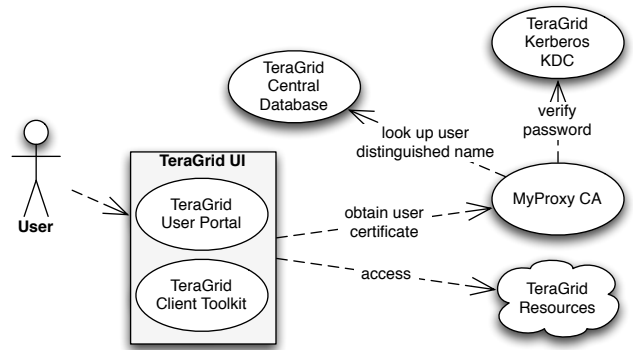 TeraGrid
Kerberos
KDC
TeraGrid
Central
Database
verify
password
look up user
distinguished name
TeraGrid UI
TeraGrid
User Portal
MyProxy CA
User
obtain user
certificate
access
TeraGrid
Client Toolkit
TeraGrid
Resources